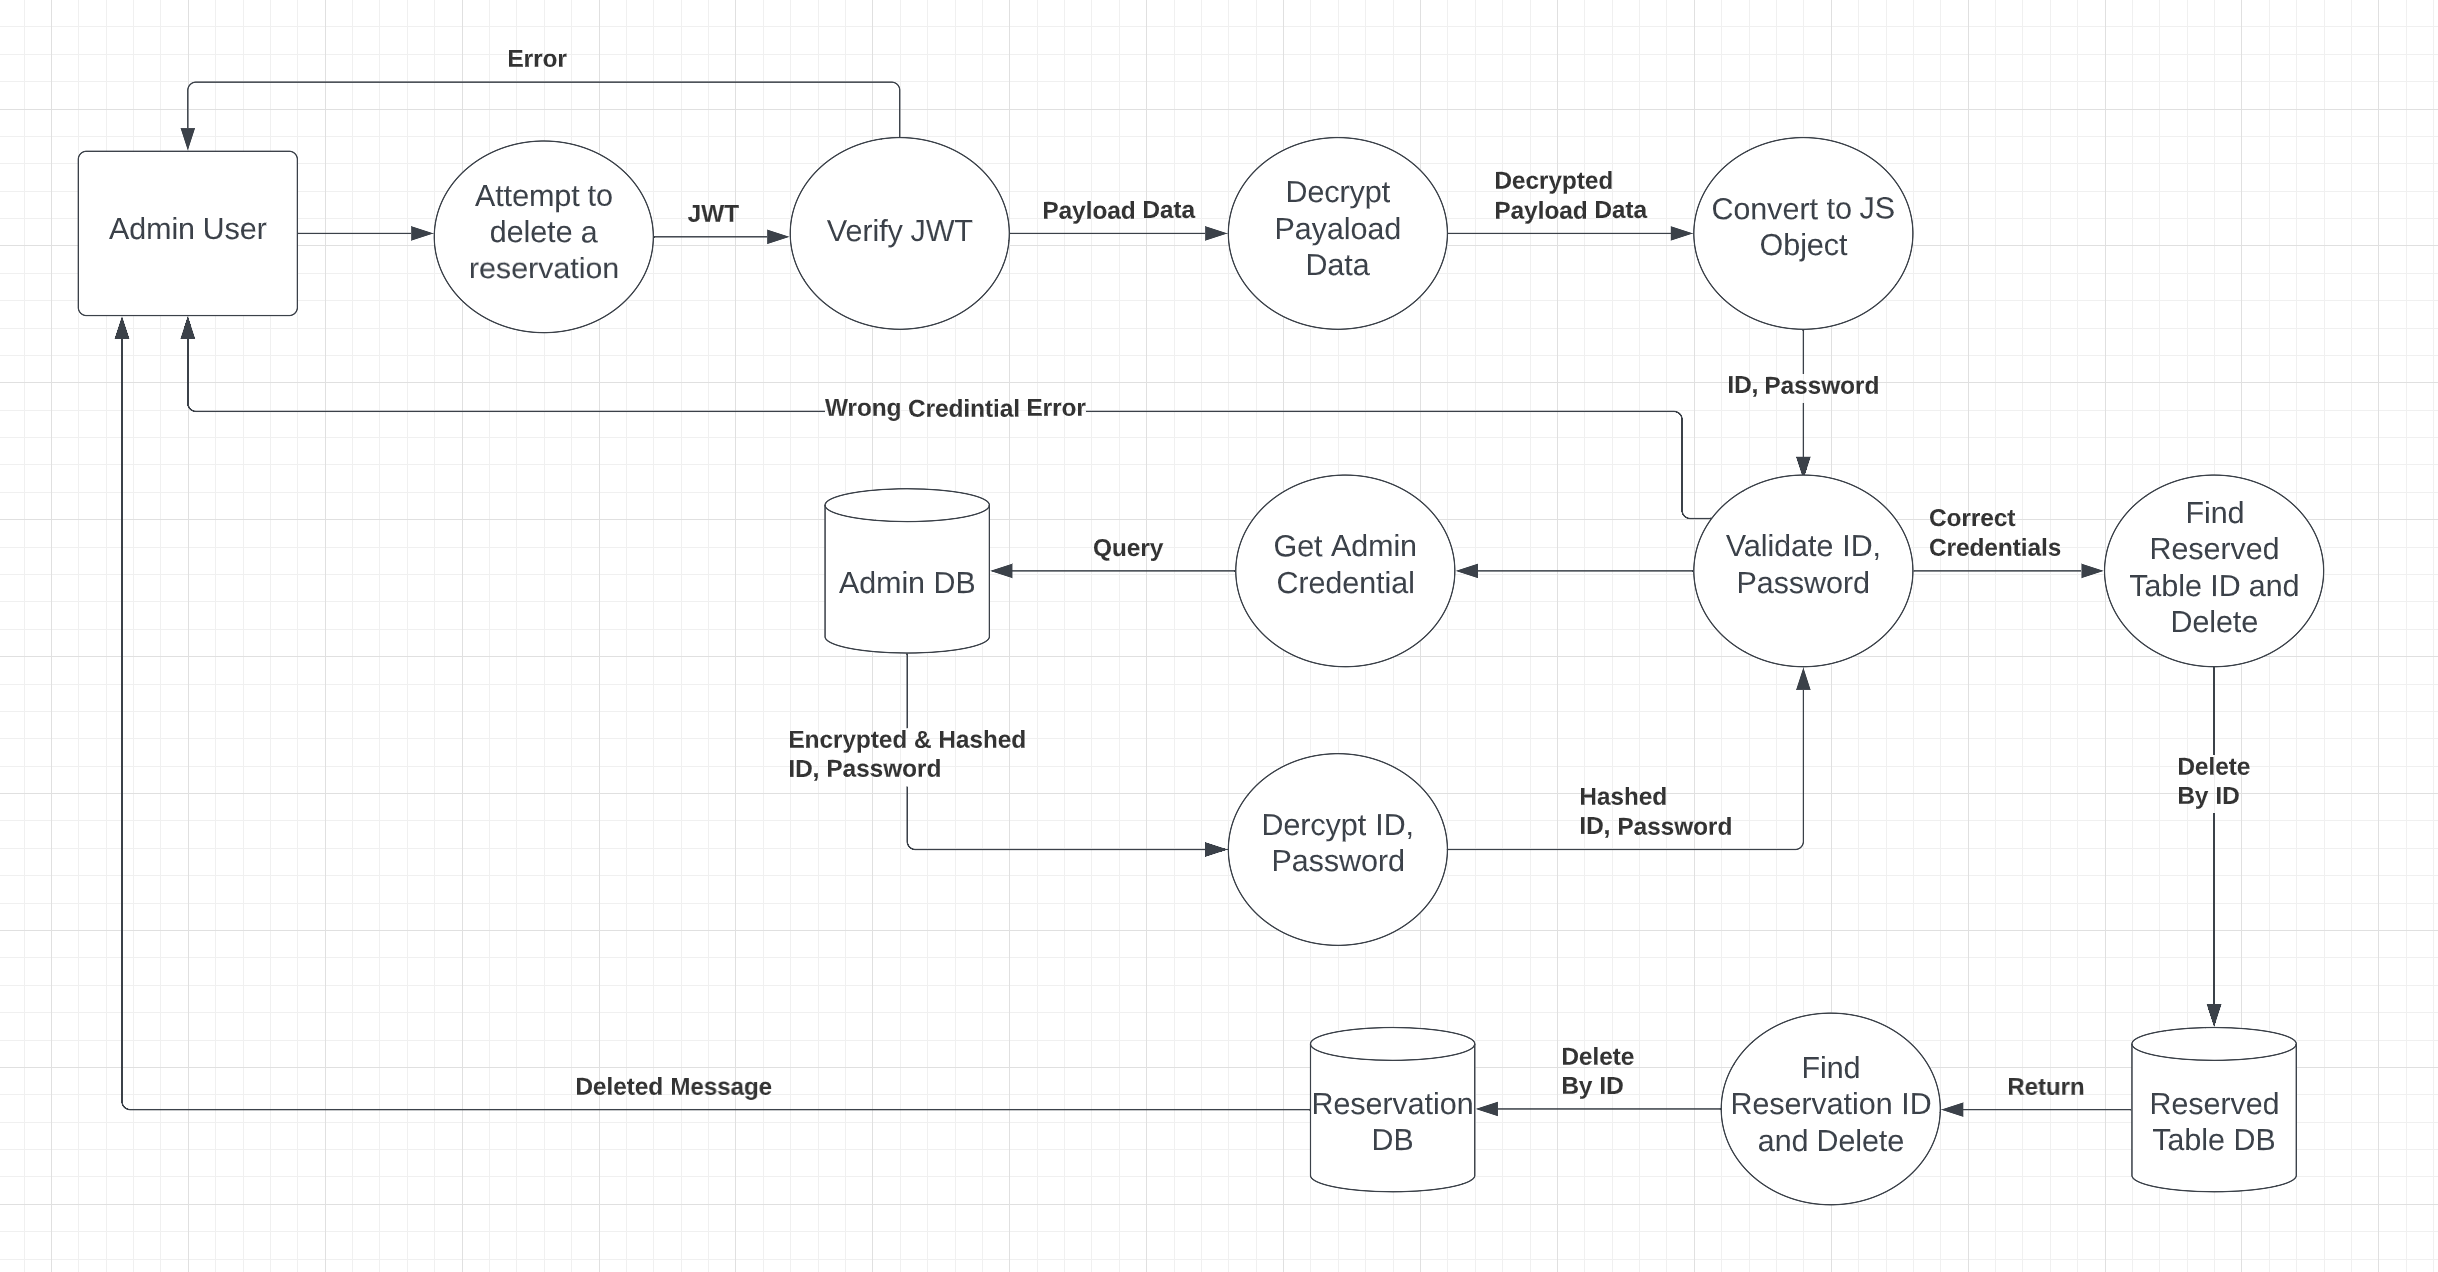 Error
Admin User
Attempt to
delete a
reservation
JWT
Verify JWT
Payload Data
Decrypt
Payaload
Data
Decrypted
Payload Data
Convert to JS
Object
ID, Password
Wrong Credintial Error
Admin DB
Query
Get Admin
Credential
Validate ID,
Password
Correct
Credentials
Find
Reserved
Table ID and
Delete
Encrypted & Hashed
ID, Password
Dercypt ID,
Password
Hashed
ID, Password
Delete
By ID
Deleted Message
Reservation
DB
Delete
By ID
Find
Reservation ID
and Delete
Return
Reserved
Table DB